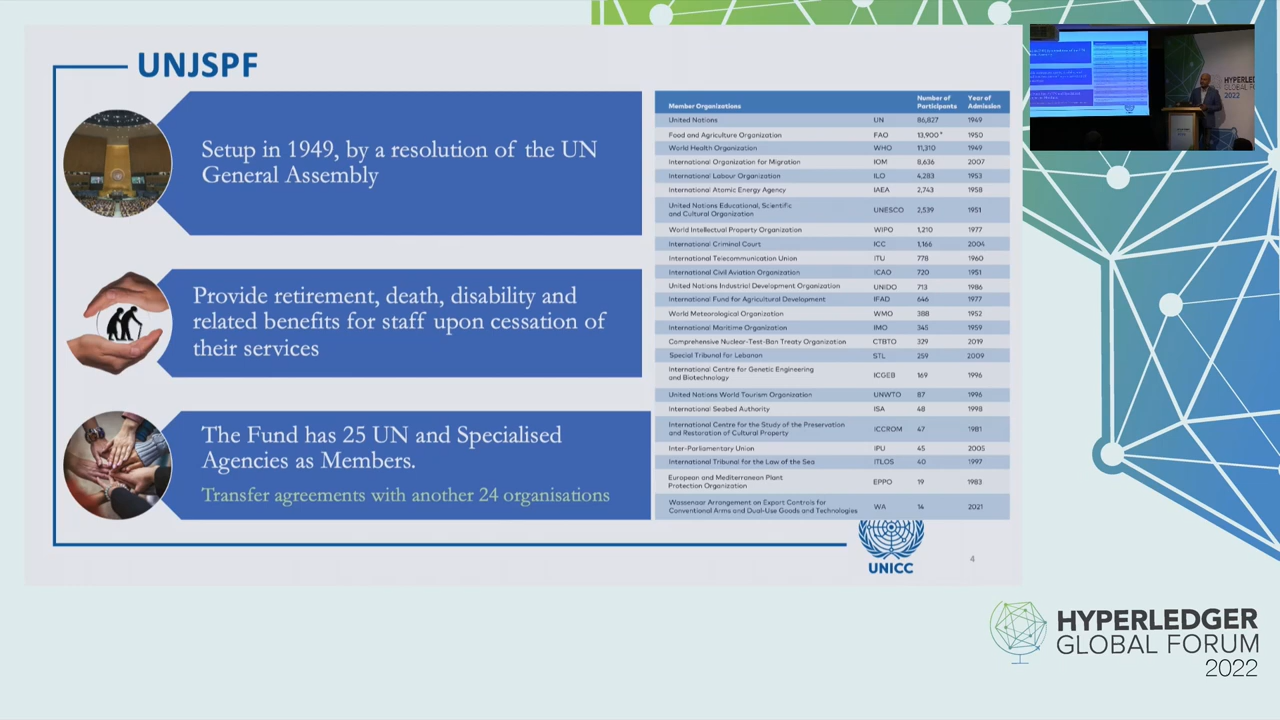 UNJSPF
Setup in 1949, by a resolution of the UN
General Assembly
Provide retirement, death, disability and
related benefits for staff upon cessation of
their services
The Fund has 25 UN and Specialised
Agencies as Members.
Transfer agreements with another 24 organisations
Member Organizations Number of Participants Year of Admission
United Nations UN 86,827 1949
Food and Agriculture Organization FAO 13,900* 1950
World Health Organization WHO 11,310 1949
International Organization for Migration IOM 8,636 2007
International Labour Organization ILO 4,283 1953
International Atomic Energy Agency IAEA 2,743 1958
United Nations Educational, Scientific
and Cultural Organization UNESCO 2,539 1951
World Intellectual Property Organization WIPO 1,210 1977
International Criminal Court ICC 1,166 2004
International Telecommunication Union ITU 778 1960
International Civil Aviation Organization ICAO 720 1951
United Nations Industrial Development Organization UNIDO 713 1986
International Fund for Agricultural Development IFAD 646 1977
World Meteorological Organization WMO 388 1952
International Maritime Organization IMO 345 1959
Comprehensive Nuclear-Test-Ban Treaty Organization CTBTO 329 2019
Special Tribunal for Lebanon STL 259 2009
International Centre for Genetic Engineering
and Biotechnology ICGEB 169 1996
United Nations World Tourism Organization UNWTO 87 1996
International Seabed Authority ISA 48 1998
International Centre for the Study of the Preservation
and Restoration of Cultural Property ICCROM 47 1981
Inter-Parliamentary Union IPU 45 2005
International Tribunal for the Law of the Sea ITLOS 40 1997
European and Mediterranean Plant
Protection Organization EPPO 19 1983
Wassenaar Arrangement on Export Controls for
Conventional Arms and Dual-Use Goods and Technologies WA 14 2021
UNICC
4
HYPERLEDGER
GLOBAL FORUM
2022
HYPERLEDGER
GLOBAL FORUM
2022